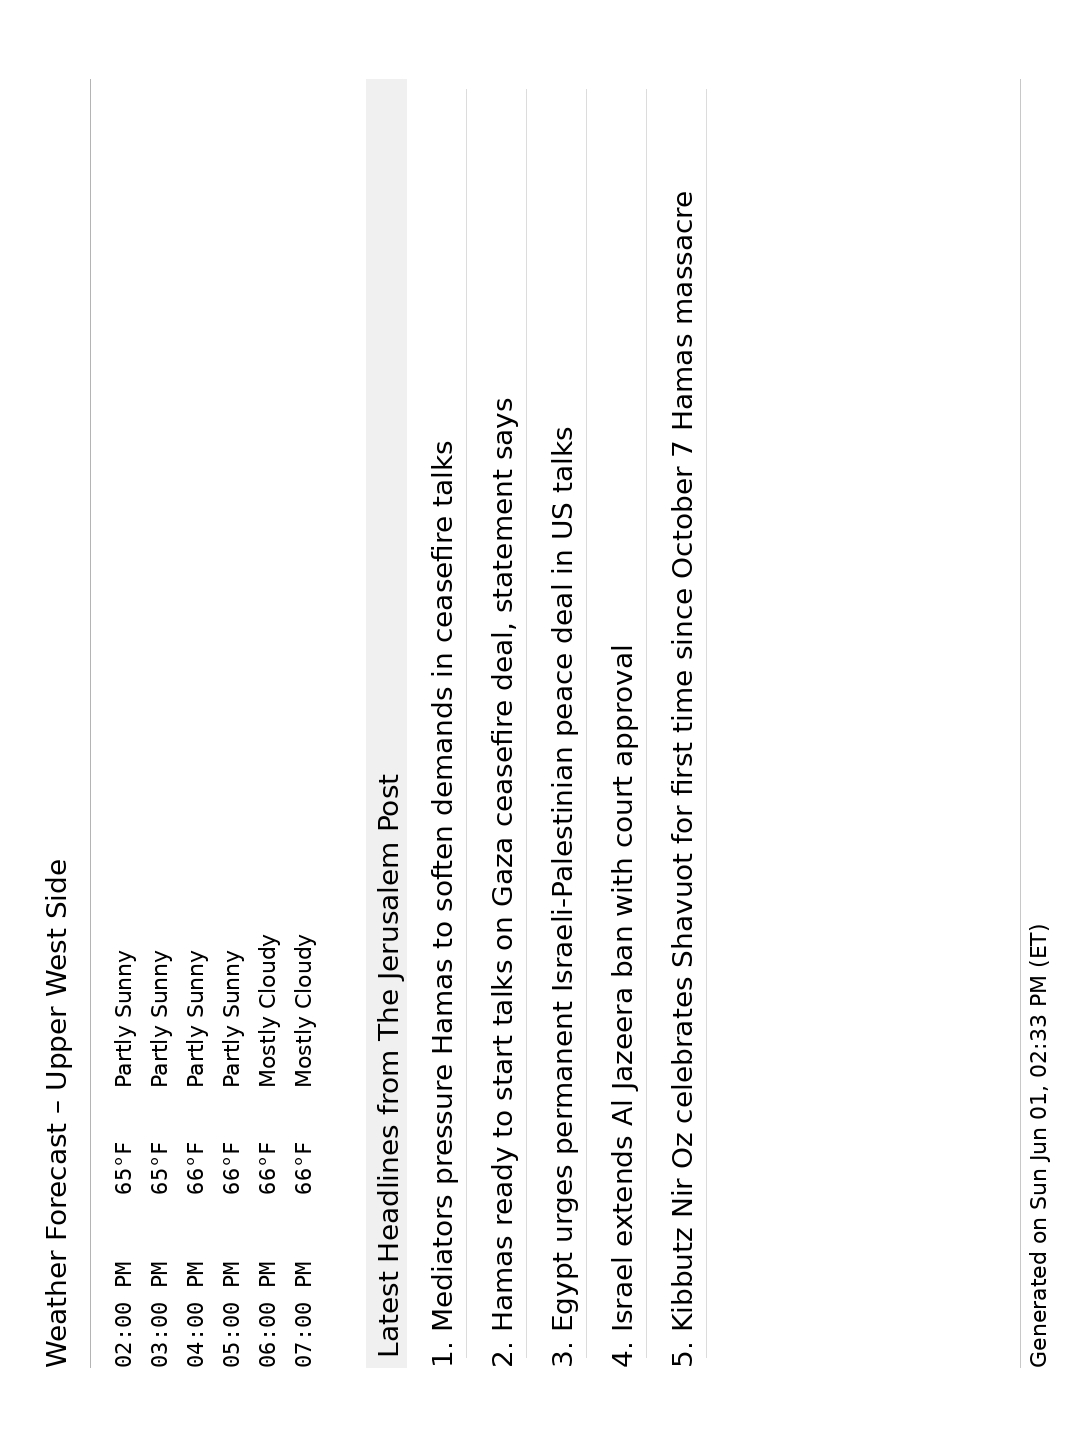 Weather Forecast – Upper West Side
02:00 PM 65°F Partly Sunny
03:00 PM 65°F Partly Sunny
04:00 PM 66°F Partly Sunny
05:00 PM 66°F Partly Sunny
06:00 PM 66°F Mostly Cloudy
07:00 PM 66°F Mostly Cloudy
Latest Headlines from The Jerusalem Post
1. Mediators pressure Hamas to soften demands in ceasefire talks
2. Hamas ready to start talks on Gaza ceasefire deal, statement says
3. Egypt urges permanent Israeli-Palestinian peace deal in US talks
4. Israel extends Al Jazeera ban with court approval
5. Kibbutz Nir Oz celebrates Shavuot for first time since October 7 Hamas massacre
Generated on Sun Jun 01, 02:33 PM (ET)